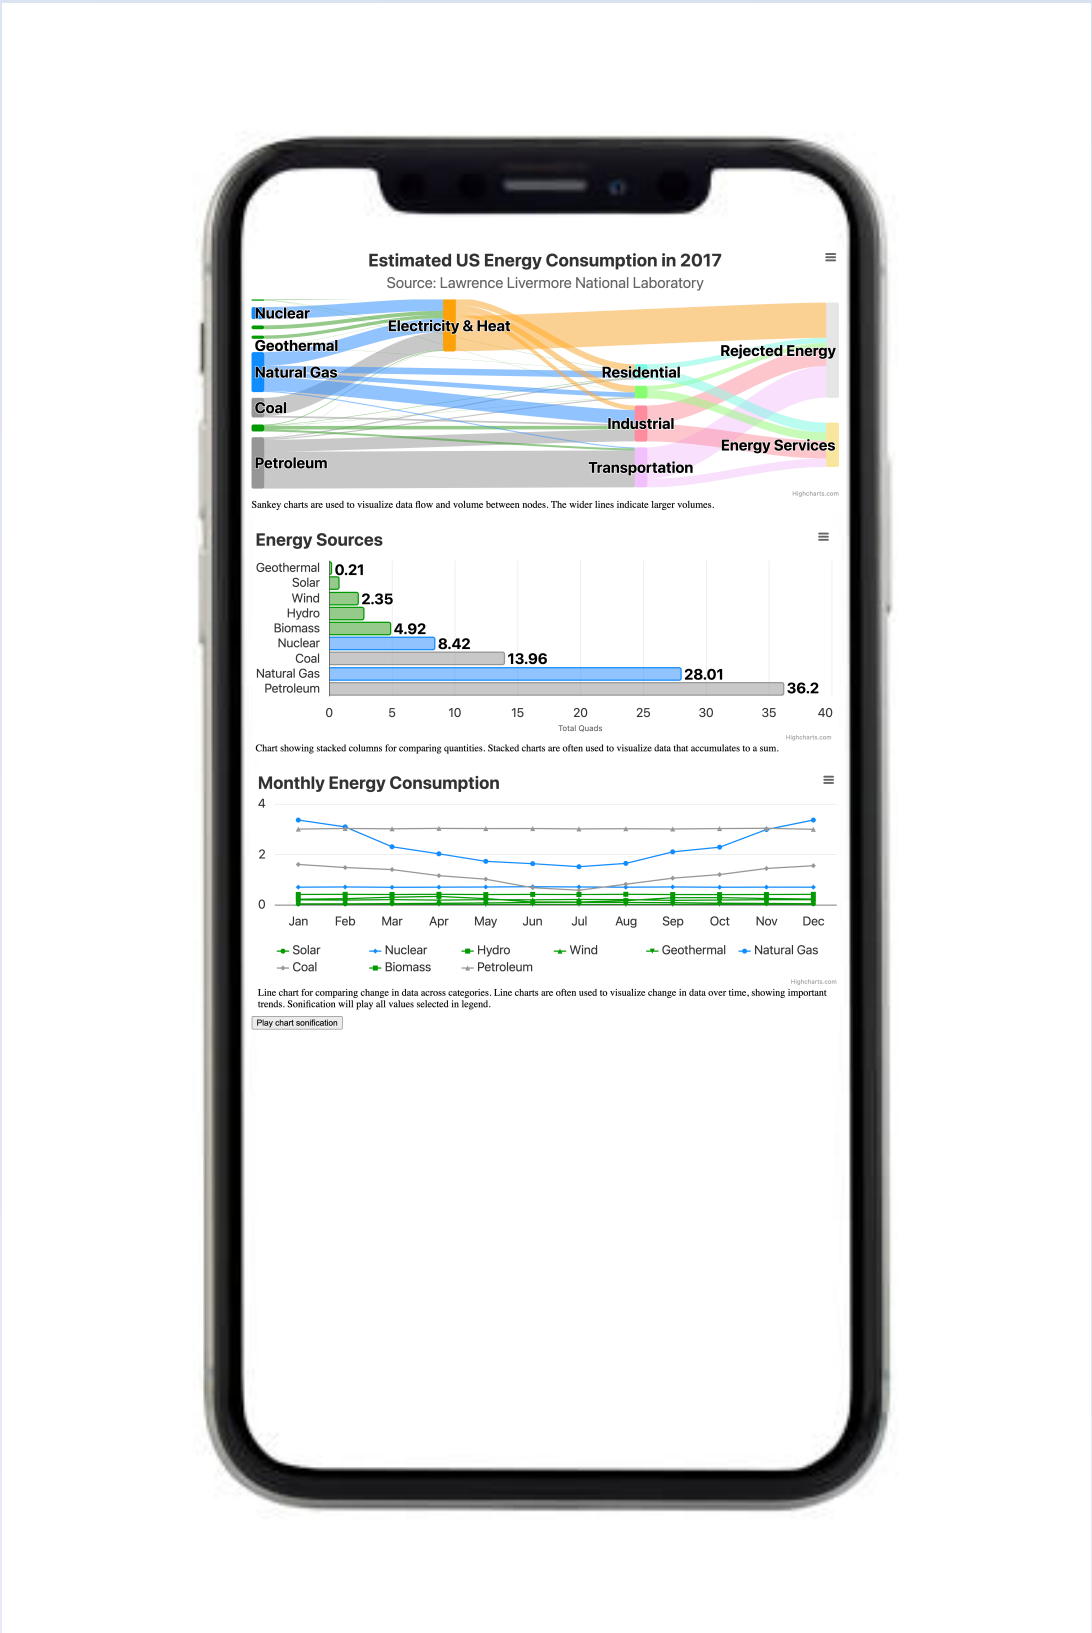 Estimated US Energy Consumption in 2017
Source: Lawrence Livermore National Laboratory
Nuclear
Electricity & Heat
Geothermal
Rejected Energy
Natural Gas
Residential
Coal
Industrial
Energy Services
Petroleum
Transportation
Highcharts.com
Sankey charts are used to visualize data flow and volume between nodes. The wider lines indicate larger volumes.
Energy Sources
Geothermal 0.21
Solar
Wind 2.35
Hydro
Biomass 4.92
Nuclear 8.42
Coal 13.96
Natural Gas 28.01
Petroleum 36.2
0 5 10 15 20 25 30 35 40
Total Quads
Highcharts.com
Chart showing stacked columns for comparing quantities. Stacked charts are often used to visualize data that accumulates to a sum.
Monthly Energy Consumption
4
2
0
Jan Feb Mar Apr May Jun Jul Aug Sep Oct Nov Dec
Solar Nuclear Hydro Wind Geothermal Natural Gas
Coal Biomass Petroleum
Highcharts.com
Line chart for comparing change in data across categories. Line charts are often used to visualize change in data over time, showing important
trends. Sonification will play all values selected in legend.
Play chart sonification